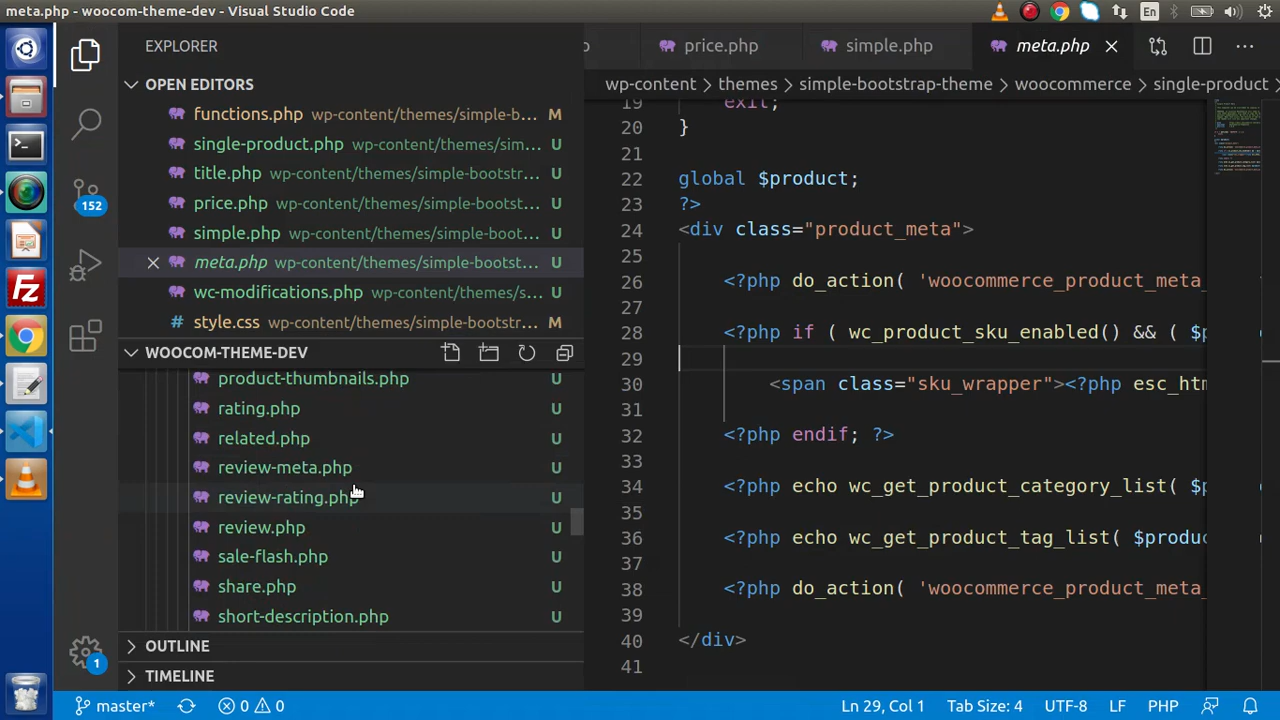 meta.php - woocom-theme-dev - Visual Studio Code
En
EXPLORER
OPEN EDITORS
functions.php wp-content/themes/simple-b... M
single-product.php wp-content/themes/sim... U
title.php wp-content/themes/simple-bootstr... U
price.php wp-content/themes/simple-bootst... U
simple.php wp-content/themes/simple-boots... U
meta.php wp-content/themes/simple-bootst... U
wc-modifications.php wp-content/themes/s... U
# style.css wp-content/themes/simple-bootstr... M
WOOCOM-THEME-DEV
product-thumbnails.php U
rating.php U
related.php U
review-meta.php U
review-rating.php U
review.php U
sale-flash.php U
share.php U
short-description.php U
OUTLINE
TIMELINE
152
1
Fz
price.php simple.php meta.php
wp-content > themes > simple-bootstrap-theme > woocommerce > single-product >
19 exit;
20 }
21
22 global $product;
23 ?>
24 <div class="product_meta">
25
26 <?php do_action( 'woocommerce_product_meta_
27
28 <?php if ( wc_product_sku_enabled() && ( $p
29
30 <span class="sku_wrapper"><?php esc_htm
31
32 <?php endif; ?>
33
34 <?php echo wc_get_product_category_list( $p
35
36 <?php echo wc_get_product_tag_list( $produc
37
38 <?php do_action( 'woocommerce_product_meta_
39
40 </div>
41
master* 0 0 Ln 29, Col 1 Tab Size: 4 UTF-8 LF PHP